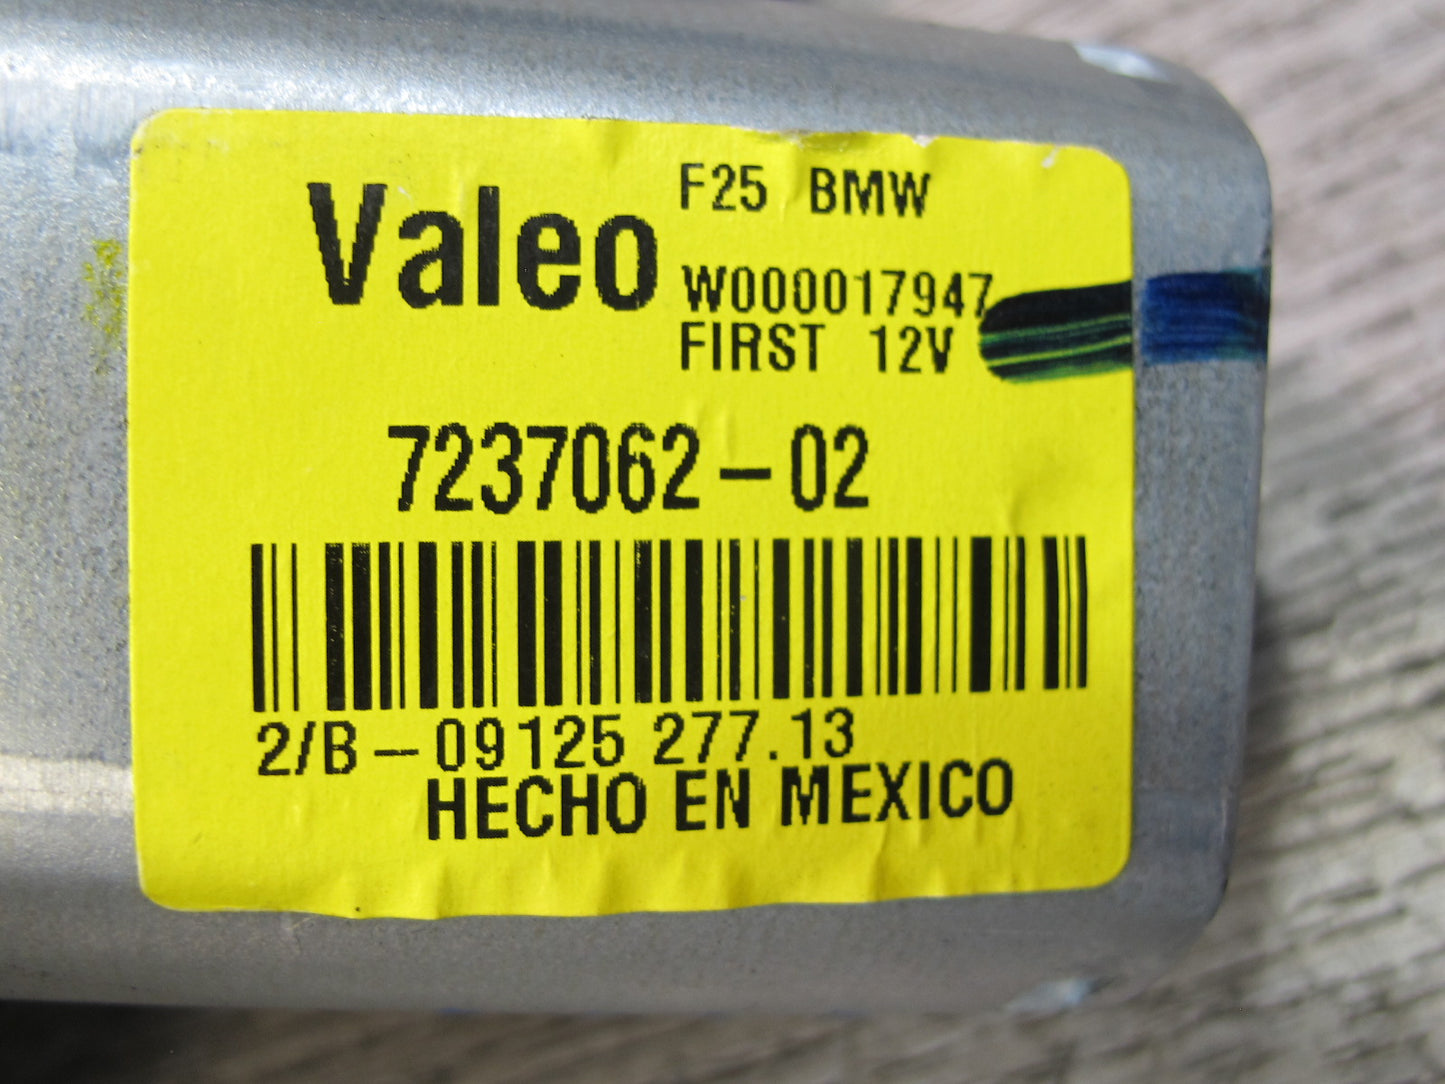 Valeo F25 BMW
W000017947
FIRST 12V
7237062-02
2/B-09125 277.13
HECHO EN MEXICO